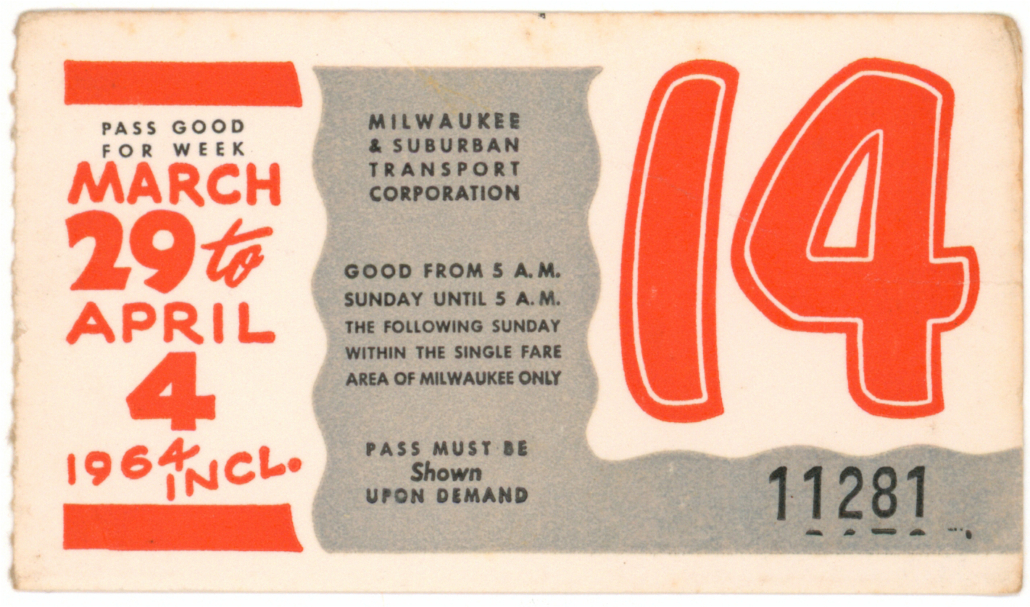 PASS GOOD
FOR WEEK
MARCH
29 to
APRIL
4
1964 INCL.
MILWAUKEE
& SUBURBAN
TRANSPORT
CORPORATION
GOOD FROM 5 A.M.
SUNDAY UNTIL 5 A.M.
THE FOLLOWING SUNDAY
WITHIN THE SINGLE FARE
AREA OF MILWAUKEE ONLY
PASS MUST BE
Shown
UPON DEMAND
14
11281